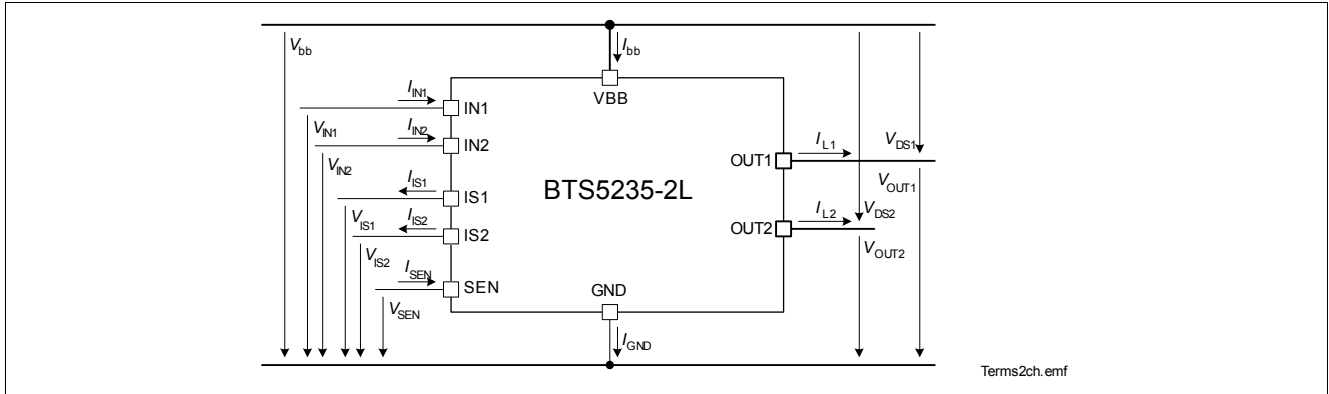 Vbb
Ibb
VBB
IIN1
IN1
VIN1
IIN2
IN2
VIN2
IIS1
IS1
VIS1
IIS2
IS2
VIS2
ISEN
SEN
VSEN
BTS5235-2L
OUT1
IL1
VDS1
VOUT1
OUT2
IL2
VDS2
VOUT2
GND
IGND
Terms2ch.emf